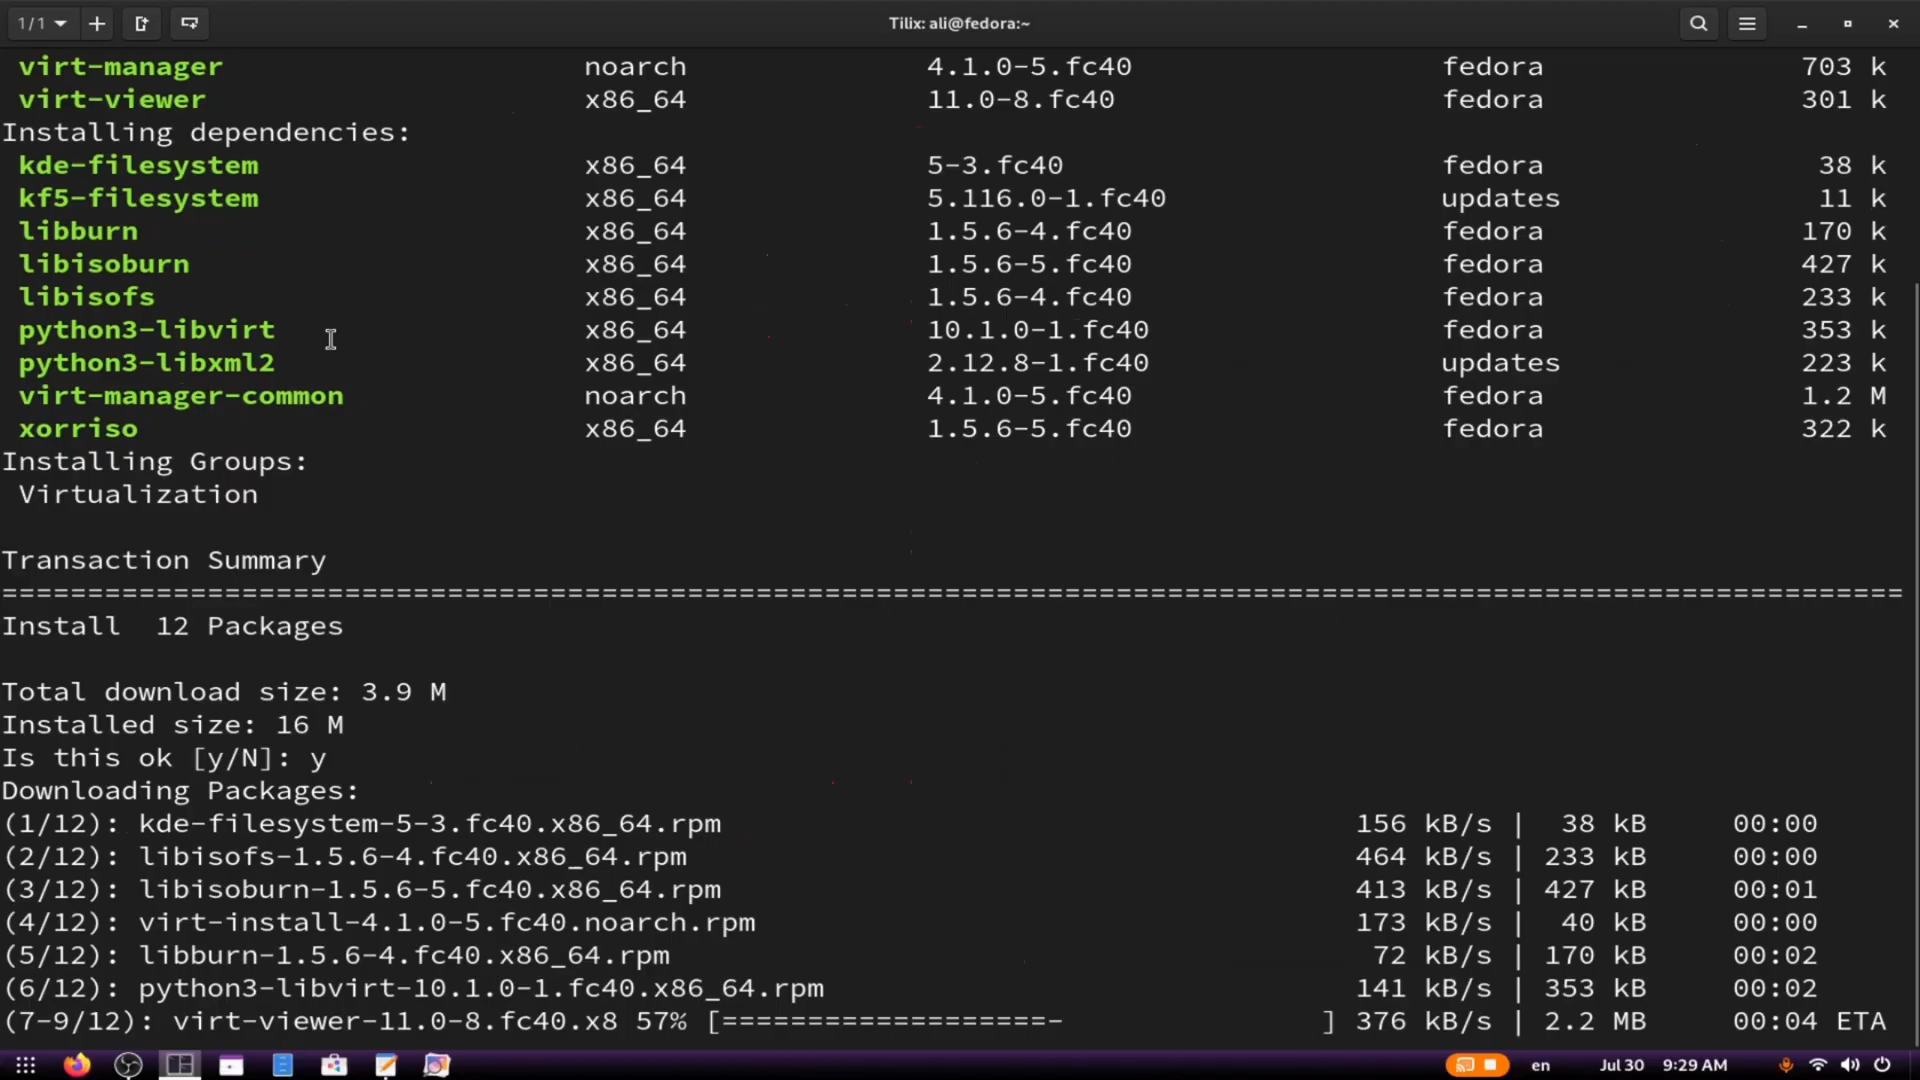 1/1 Tilix: ali@fedora:~
virt-manager noarch 4.1.0-5.fc40 fedora 703 k
virt-viewer x86_64 11.0-8.fc40 fedora 301 k
Installing dependencies:
kde-filesystem x86_64 5-3.fc40 fedora 38 k
kf5-filesystem x86_64 5.116.0-1.fc40 updates 11 k
libburn x86_64 1.5.6-4.fc40 fedora 170 k
libisoburn x86_64 1.5.6-5.fc40 fedora 427 k
libisofs x86_64 1.5.6-4.fc40 fedora 233 k
python3-libvirt x86_64 10.1.0-1.fc40 fedora 353 k
python3-libxml2 x86_64 2.12.8-1.fc40 updates 223 k
virt-manager-common noarch 4.1.0-5.fc40 fedora 1.2 M
xorriso x86_64 1.5.6-5.fc40 fedora 322 k
Installing Groups:
Virtualization
Transaction Summary
================================================================================================================
Install 12 Packages
Total download size: 3.9 M
Installed size: 16 M
Is this ok [y/N]: y
Downloading Packages:
(1/12): kde-filesystem-5-3.fc40.x86_64.rpm 156 kB/s | 38 kB 00:00
(2/12): libisofs-1.5.6-4.fc40.x86_64.rpm 464 kB/s | 233 kB 00:00
(3/12): libisoburn-1.5.6-5.fc40.x86_64.rpm 413 kB/s | 427 kB 00:01
(4/12): virt-install-4.1.0-5.fc40.noarch.rpm 173 kB/s | 40 kB 00:00
(5/12): libburn-1.5.6-4.fc40.x86_64.rpm 72 kB/s | 170 kB 00:02
(6/12): python3-libvirt-10.1.0-1.fc40.x86_64.rpm 141 kB/s | 353 kB 00:02
(7-9/12): virt-viewer-11.0-8.fc40.x8 57% [===================- ] 376 kB/s | 2.2 MB 00:04 ETA
en Jul 30 9:29 AM